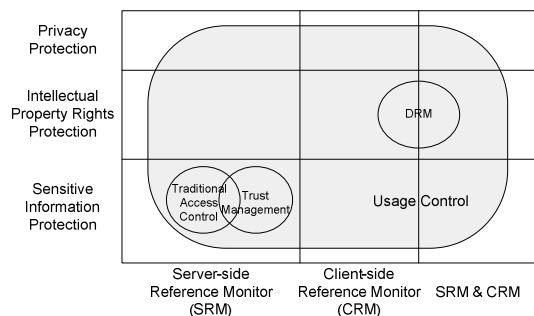 Privacy
Protection
Intellectual
Property Rights
Protection
DRM
Sensitive
Information
Protection
Traditional
Access
Control
Trust
Management
Usage Control
Server-side
Reference Monitor
(SRM)
Client-side
Reference Monitor
(CRM)
SRM & CRM